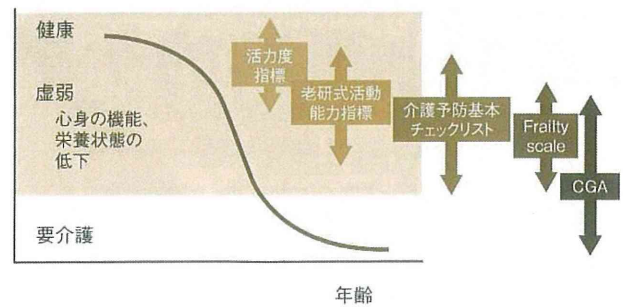 健康
虚弱
心身の機能、
栄養状態の
低下
要介護
活力度
指標
老研式活動
能力指標
介護予防基本
チェックリスト
Frailty
scale
CGA
年齢